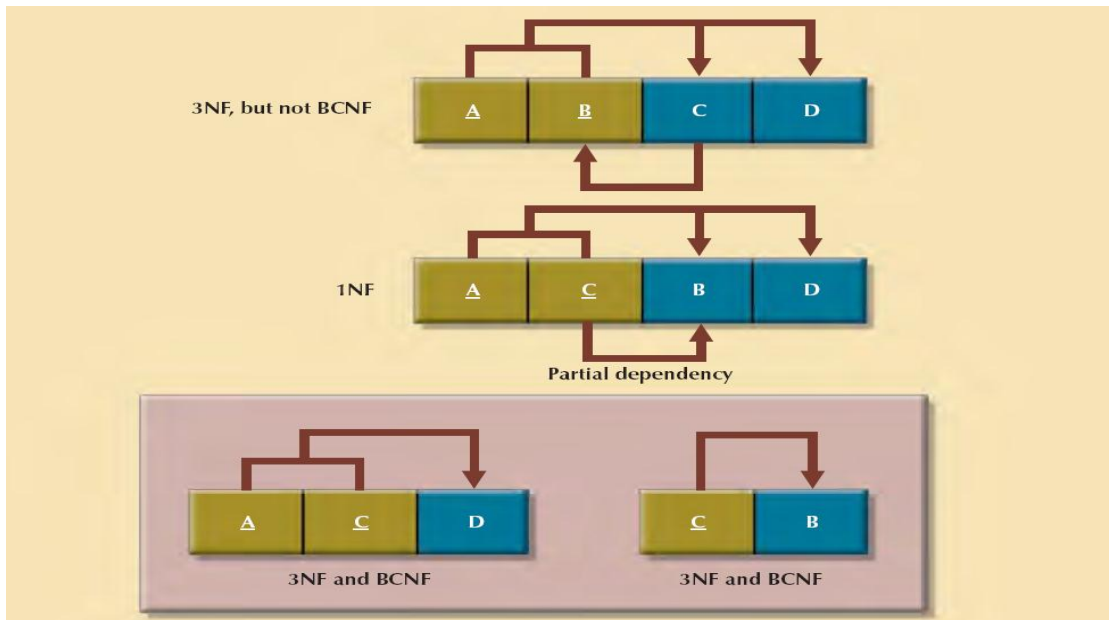 3NF, but not BCNF
A B C D
1NF
A C B D
Partial dependency
A C D
C B
3NF and BCNF
3NF and BCNF